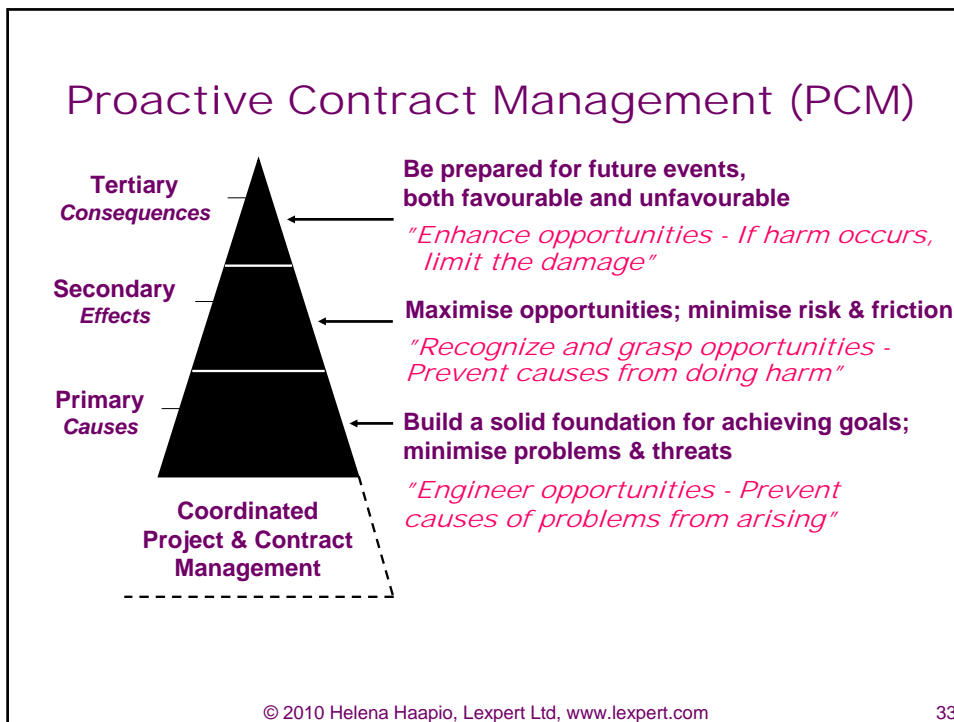 Proactive Contract Management (PCM)
Tertiary
Consequences
Be prepared for future events,
both favourable and unfavourable
"Enhance opportunities - If harm occurs,
limit the damage"
Secondary
Effects
Maximise opportunities; minimise risk & friction
"Recognize and grasp opportunities -
Prevent causes from doing harm"
Primary
Causes
Build a solid foundation for achieving goals;
minimise problems & threats
"Engineer opportunities - Prevent
causes of problems from arising"
Coordinated
Project & Contract
Management
© 2010 Helena Haapio, Lexpert Ltd, www.lexpert.com
33